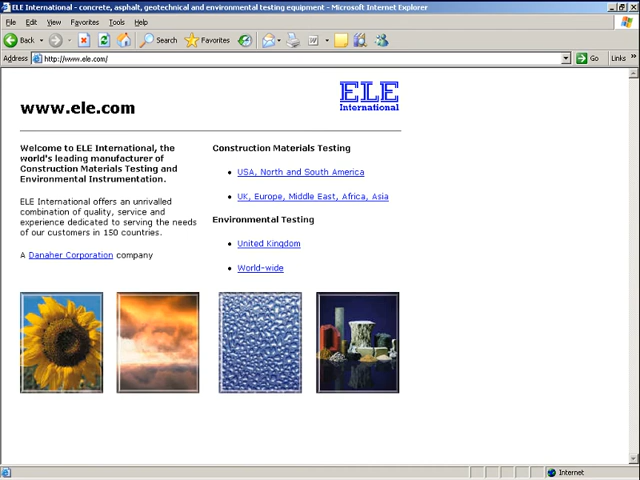 ELE International - concrete, asphalt, geotechnical and environmental testing equipment - Microsoft Internet Explorer
File Edit View Favorites Tools Help
Back Search Favorites
Address http://www.ele.com/ Go Links »
www.ele.com
ELE
International
Welcome to ELE International, the
world's leading manufacturer of
Construction Materials Testing and
Environmental Instrumentation.
ELE International offers an unrivalled
combination of quality, service and
experience dedicated to serving the needs
of our customers in 150 countries.
A Danaher Corporation company
Construction Materials Testing
• USA, North and South America
• UK, Europe, Middle East, Africa, Asia
Environmental Testing
• United Kingdom
• World-wide
Internet